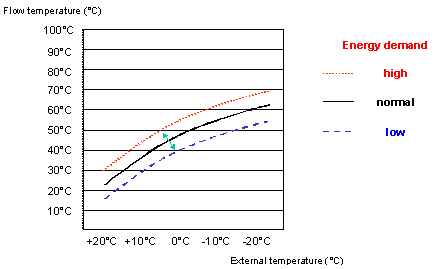 Flow temperature (°C)
100°C
90°C
80°C
70°C
60°C
50°C
40°C
30°C
20°C
10°C
+20°C +10°C 0°C -10°C -20°C
External temperature (°C)
Energy demand
high
normal
low